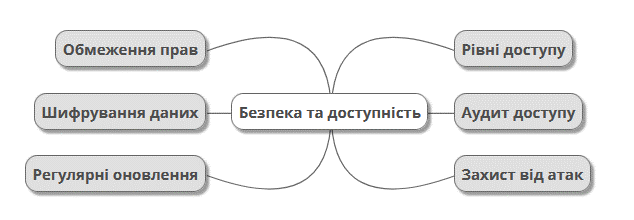 Обмеження прав
Рівні доступу
Шифрування даних
Безпека та доступність
Аудит доступу
Регулярні оновлення
Захист від атак